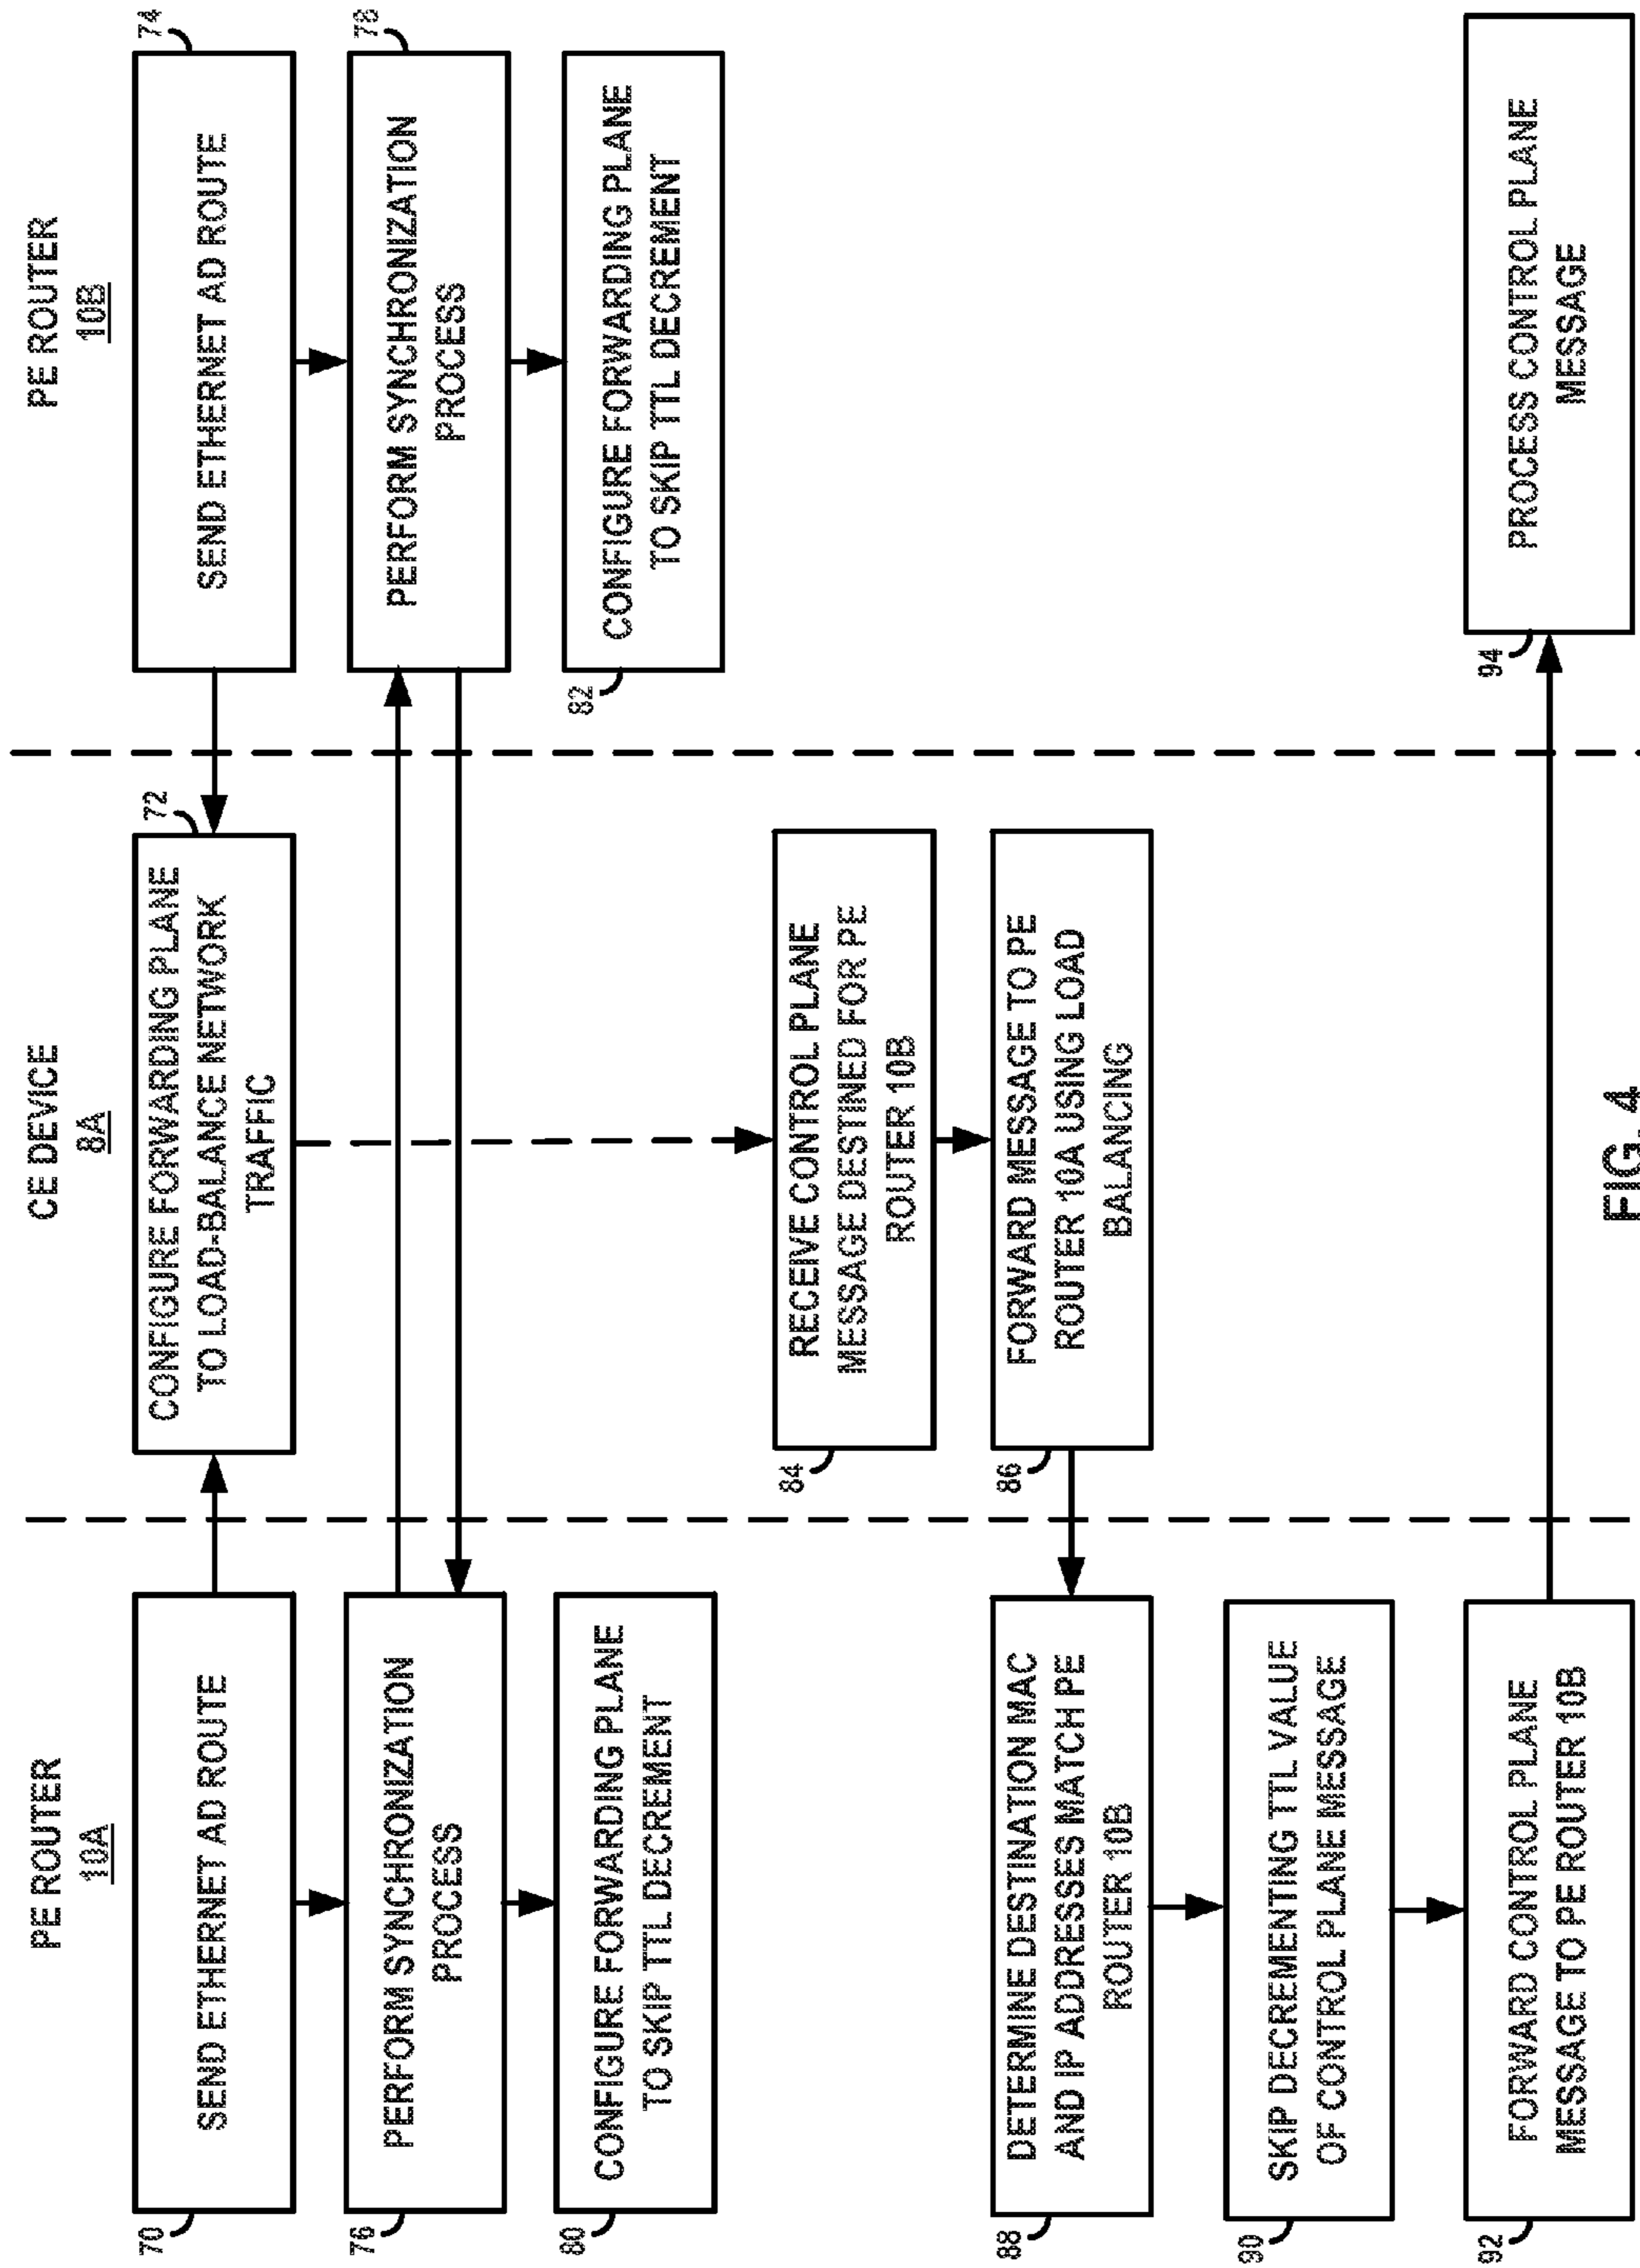 PE ROUTER
10A
70
SEND ETHERNET AD ROUTE
76
PERFORM SYNCHRONIZATION
PROCESS
80
CONFIGURE FORWARDING PLANE
TO SKIP TTL DECREMENT
88
DETERMINE DESTINATION MAC
AND IP ADDRESSES MATCH PE
ROUTER 10B
90
SKIP DECREMENTING TTL VALUE
OF CONTROL PLANE MESSAGE
92
FORWARD CONTROL PLANE
MESSAGE TO PE ROUTER 10B
CE DEVICE
8A
72
CONFIGURE FORWARDING PLANE
TO LOAD-BALANCE NETWORK
TRAFFIC
84
RECEIVE CONTROL PLANE
MESSAGE DESTINED FOR PE
ROUTER 10B
86
FORWARD MESSAGE TO PE
ROUTER 10A USING LOAD
BALANCING
PE ROUTER
10B
74
SEND ETHERNET AD ROUTE
78
PERFORM SYNCHRONIZATION
PROCESS
82
CONFIGURE FORWARDING PLANE
TO SKIP TTL DECREMENT
94
PROCESS CONTROL PLANE
MESSAGE
FIG. 4